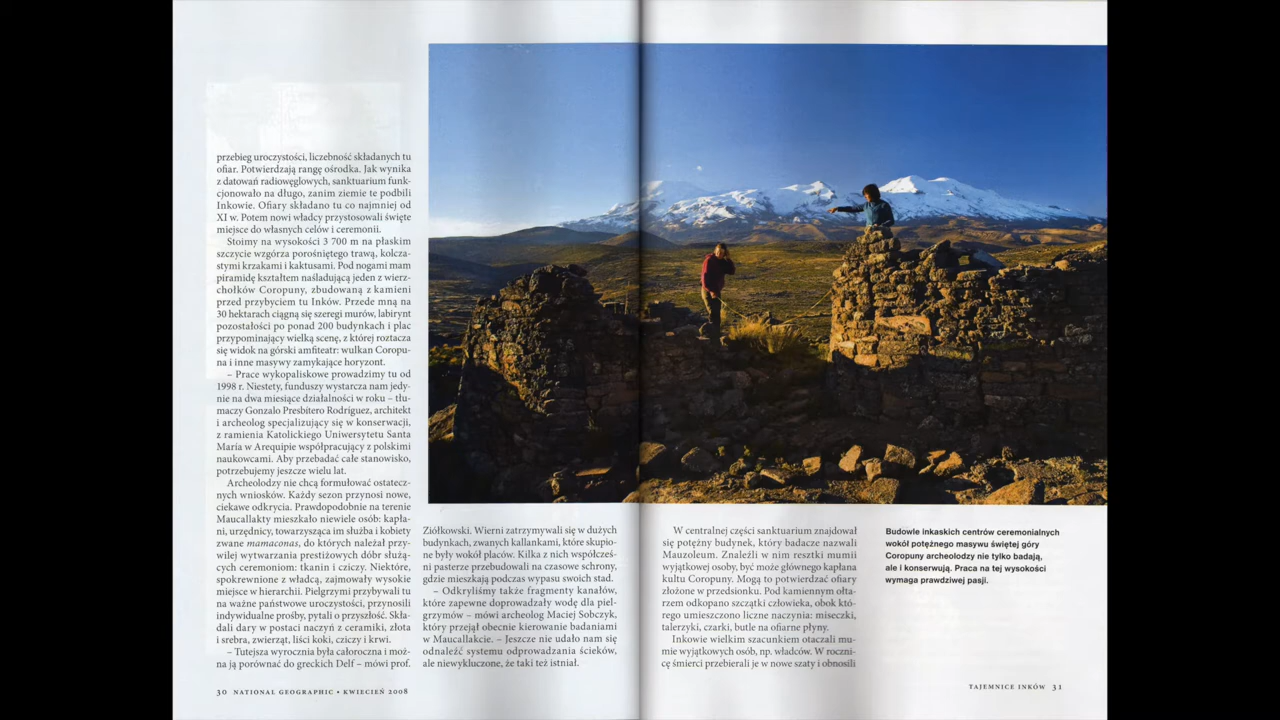 przebieg uroczystości, liczebność składanych tu
ofiar. Potwierdzają rangę ośrodka. Jak wynika
z datowań radiowęglowych, sanktuarium funk-
cjonowało na długo, zanim ziemie te podbili
Inkowie. Ofiary składano tu co najmniej od
XI w. Potem nowi władcy przystosowali święte
miejsce do własnych celów i ceremonii.
Stoimy na wysokości 3 700 m na płaskim
szczycie wzgórza porośniętego trawą, kolcza-
stymi krzakami i kaktusami. Pod nogami mam
piramidę kształtem naśladującą jeden z wierz-
chołków Coropuny, zbudowaną z kamieni
przed przybyciem tu Inków. Przede mną na
30 hektarach ciągną się szeregi murów, labirynt
pozostałości po ponad 200 budynkach i plac
przypominający wielką scenę, z której roztacza
się widok na górski amfiteatr: wulkan Coropu-
na i inne masywy zamykające horyzont.
– Prace wykopaliskowe prowadzimy tu od
1998 r. Niestety, funduszy wystarcza nam jedy-
nie na dwa miesiące działalności w roku – tłu-
maczy Gonzalo Presbítero Rodríguez, architekt
i archeolog specjalizujący się w konserwacji,
z ramienia Katolickiego Uniwersytetu Santa
María w Arequipie współpracujący z polskimi
naukowcami. Aby przebadać całe stanowisko,
potrzebujemy jeszcze wielu lat.
Archeolodzy nie chcą formułować ostatecz-
nych wniosków. Każdy sezon przynosi nowe,
ciekawe odkrycia. Prawdopodobnie na terenie
Maucallakty mieszkało niewiele osób: kapła-
ni, urzędnicy, towarzysząca im służba i kobiety
zwane mamaconas, do których należał przy-
wilej wytwarzania prestiżowych dóbr służą-
cych ceremoniom: tkanin i cziczy. Niektóre,
spokrewnione z władcą, zajmowały wysokie
miejsce w hierarchii. Pielgrzymi przybywali tu
na ważne państwowe uroczystości, przynosili
indywidualne prośby, pytali o przyszłość. Skła-
dali dary w postaci naczyń z ceramiki, złota
i srebra, zwierząt, liści koki, cziczy i krwi.
– Tutejsza wyrocznia była całoroczna i moż-
na ją porównać do greckich Delf – mówi prof.
30 NATIONAL GEOGRAPHIC • KWIECIEŃ 2008
Ziółkowski. Wierni zatrzymywali się w dużych
budynkach, zwanych kallankami, które skupio-
ne były wokół placów. Kilka z nich współcześ-
ni pasterze przebudowali na czasowe schrony,
gdzie mieszkają podczas wypasu swoich stad.
– Odkryliśmy także fragmenty kanałów,
które zapewne doprowadzały wodę dla piel-
grzymów – mówi archeolog Maciej Sobczyk,
który przejął obecnie kierowanie badaniami
w Maucallakcie. – Jeszcze nie udało nam się
odnaleźć systemu odprowadzania ścieków,
ale niewykluczone, że taki też istniał.
W centralnej części sanktuarium znajdował
się potężny budynek, który badacze nazwali
Mauzoleum. Znaleźli w nim resztki mumii
wyjątkowej osoby, być może głównego kapłana
kultu Coropuny. Mogą to potwierdzać ofiary
złożone w przedsionku. Pod kamiennym ołta-
rzem odkopano szczątki człowieka, obok któ-
rego umieszczono liczne naczynia: miseczki,
talerzyki, czarki, butle na ofiarne płyny.
Inkowie wielkim szacunkiem otaczali mu-
mie wyjątkowych osób, np. władców. W roczni-
cę śmierci przebierali je w nowe szaty i obnosili
Budowle inkaskich centrów ceremonialnych
wokół potężnego masywu świętej góry
Coropuny archeolodzy nie tylko badają,
ale i konserwują. Praca na tej wysokości
wymaga prawdziwej pasji.
TAJEMNICE INKÓW 31